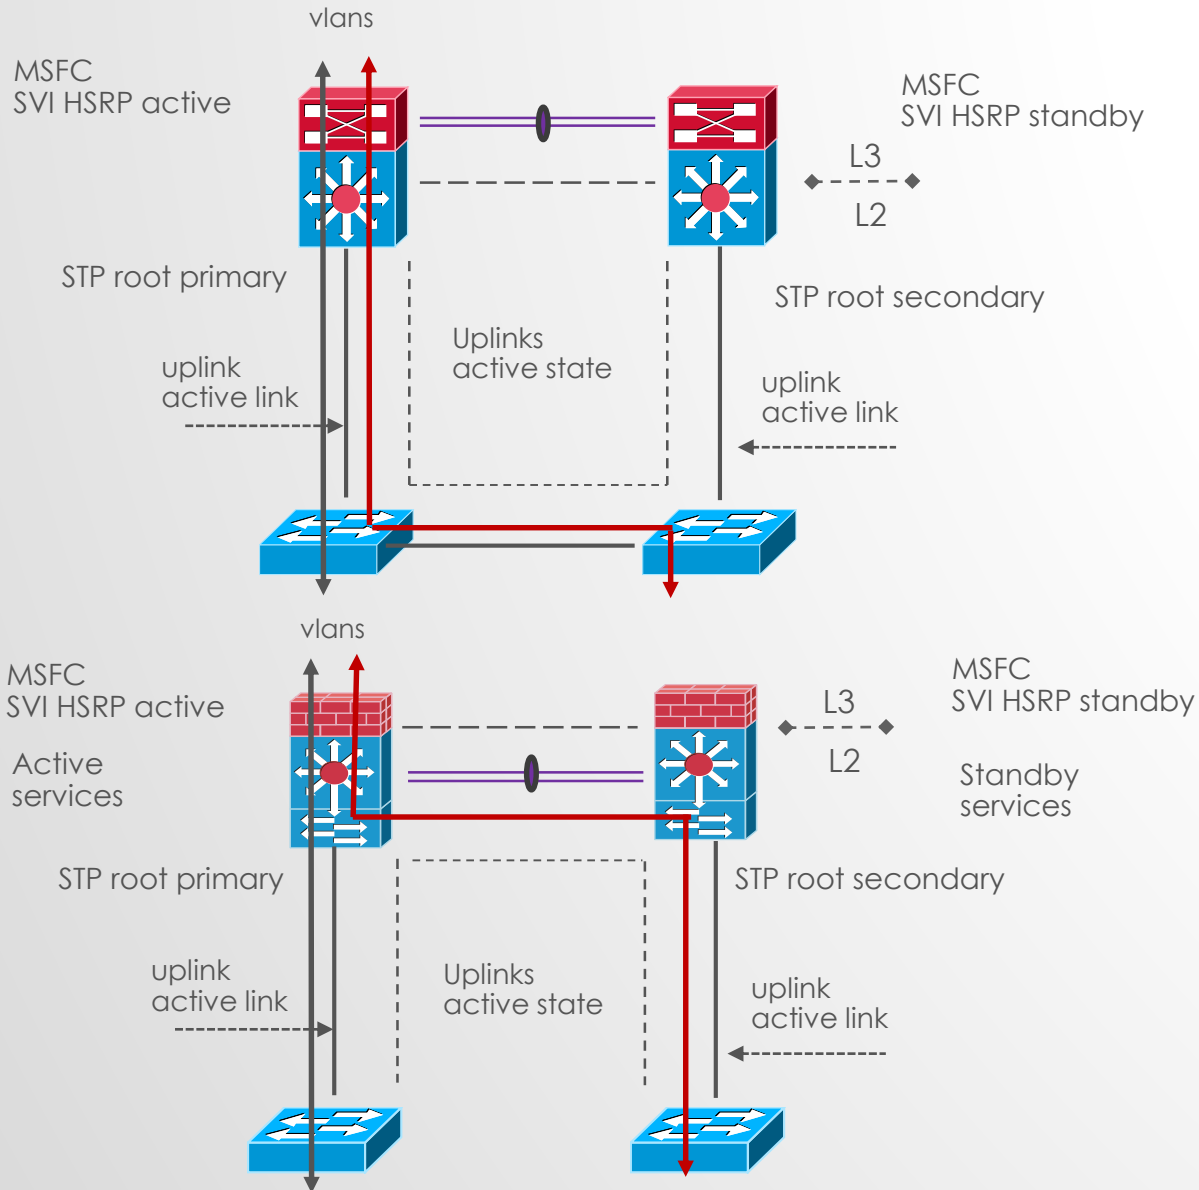 vlans
MSFC
SVI HSRP active
MSFC
SVI HSRP standby
L3
L2
STP root primary
STP root secondary
Uplinks
active state
uplink
active link
uplink
active link
vlans
MSFC
SVI HSRP active
MSFC
SVI HSRP standby
L3
L2
Active
services
Standby
services
STP root primary
STP root secondary
uplink
active link
Uplinks
active state
uplink
active link